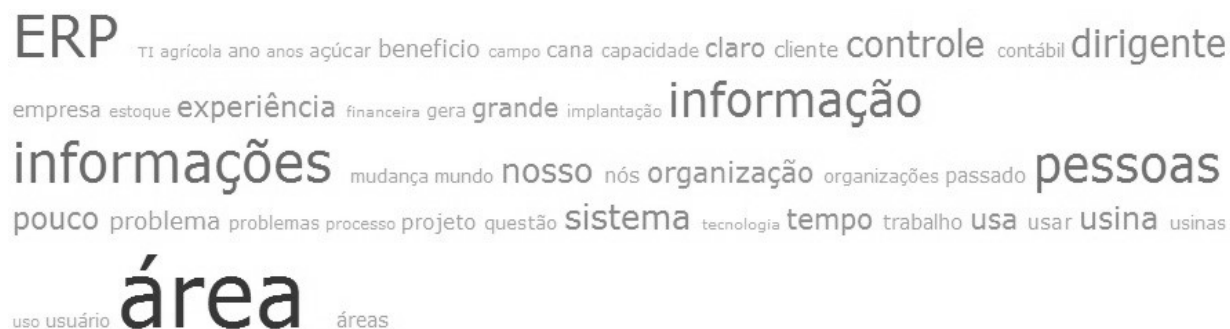 ERP TI agrícola ano anos açúcar beneficio campo cana capacidade claro cliente controle contábil dirigente
empresa estoque experiência financeira gera grande implantação informação
informações mudança mundo nosso nós organização organizações passado pessoas
pouco problema problemas processo projeto questão sistema tecnologia tempo trabalho usa usar usina usinas
uso usuário área áreas